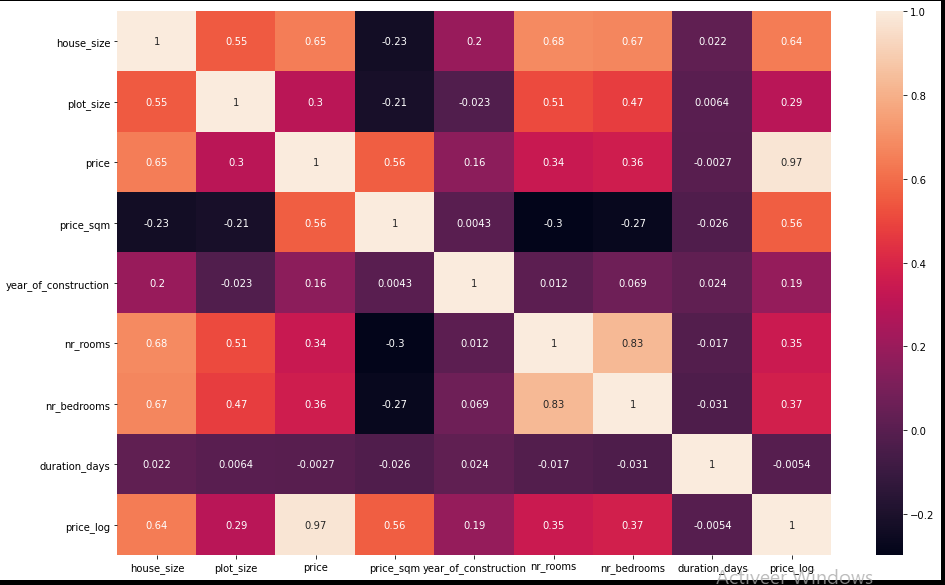 1.0
house_size 1 0.55 0.65 -0.23 0.2 0.68 0.67 0.022 0.64
plot_size 0.55 1 0.3 -0.21 -0.023 0.51 0.47 0.0064 0.29
0.8
price 0.65 0.3 1 0.56 0.16 0.34 0.36 -0.0027 0.97
0.6
price_sqm -0.23 -0.21 0.56 1 0.0043 -0.3 -0.27 -0.026 0.56
0.4
year_of_construction 0.2 -0.023 0.16 0.0043 1 0.012 0.069 0.024 0.19
nr_rooms 0.68 0.51 0.34 -0.3 0.012 1 0.83 -0.017 0.35
0.2
nr_bedrooms 0.67 0.47 0.36 -0.27 0.069 0.83 1 -0.031 0.37
0.0
duration_days 0.022 0.0064 -0.0027 -0.026 0.024 -0.017 -0.031 1 -0.0054
-0.2
price_log 0.64 0.29 0.97 0.56 0.19 0.35 0.37 -0.0054 1
house_size plot_size price price_sqm year_of_construction nr_rooms nr_bedrooms duration_days price_log
Activeer Windows